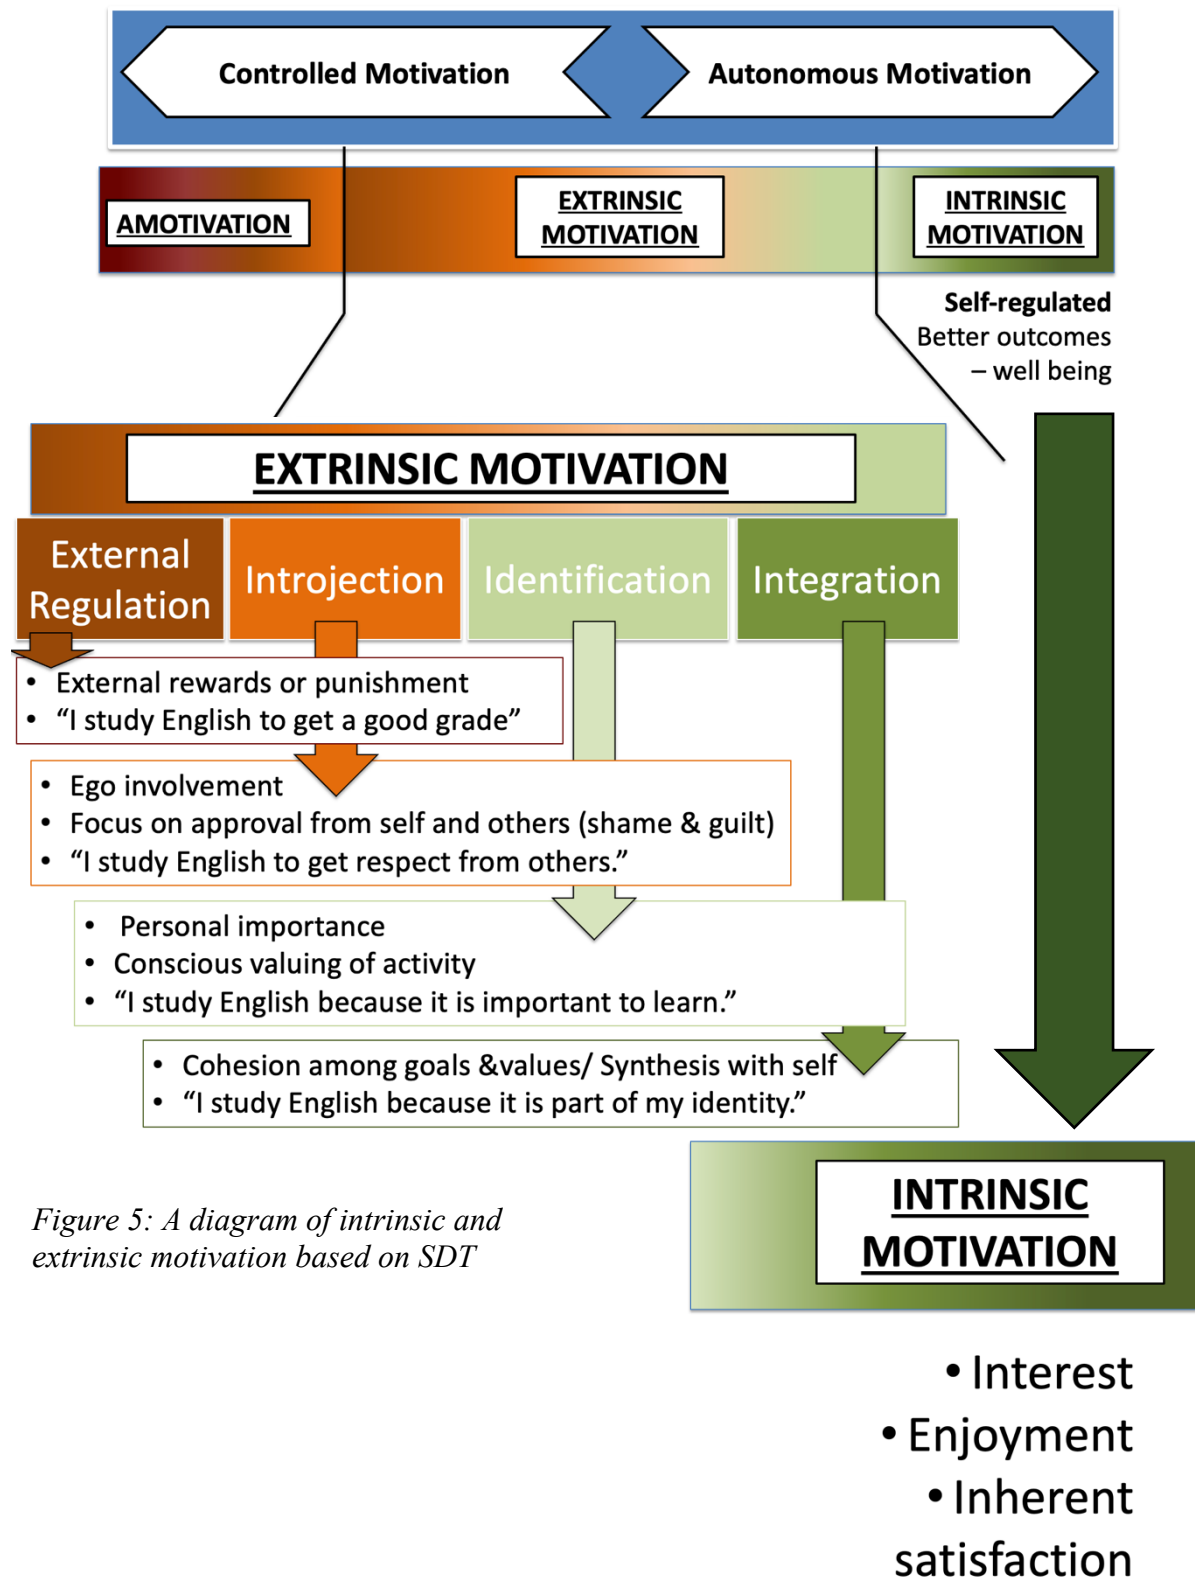 Controlled Motivation
Autonomous Motivation
AMOTIVATION
EXTRINSIC
MOTIVATION
INTRINSIC
MOTIVATION
Self-regulated
Better outcomes
– well being
EXTRINSIC MOTIVATION
External
Regulation
Introjection
Identification
Integration
• External rewards or punishment
• “I study English to get a good grade”
• Ego involvement
• Focus on approval from self and others (shame & guilt)
• “I study English to get respect from others.”
• Personal importance
• Conscious valuing of activity
• “I study English because it is important to learn.”
• Cohesion among goals &values/ Synthesis with self
• “I study English because it is part of my identity.”
INTRINSIC
MOTIVATION
Figure 5: A diagram of intrinsic and
extrinsic motivation based on SDT
• Interest
• Enjoyment
• Inherent
satisfaction